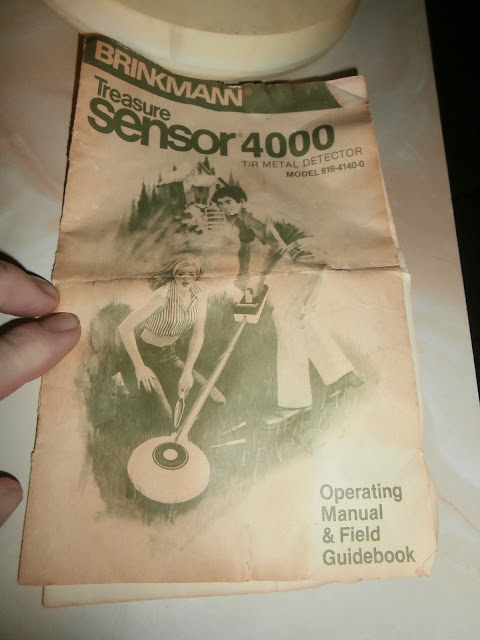 BRINKMANN®
Treasure
sensor® 4000
T/R METAL DETECTOR
MODEL 819-4140-0
Operating
Manual
& Field
Guidebook